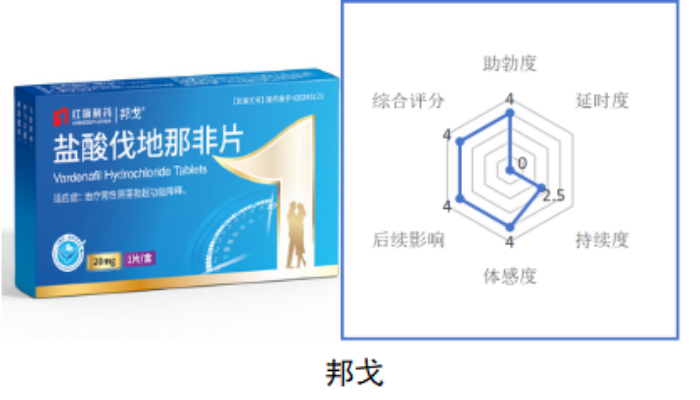 红旗制药 邦戈
盐酸伐地那非片
Vardenafil Hydrochloride Tablets
适应症：治疗男性阴茎勃起功能障碍。
20mg 1片/盒
助勃度
综合评分
延时度
4
4
0
4
2.5
4
后续影响
持续度
体感度
邦戈